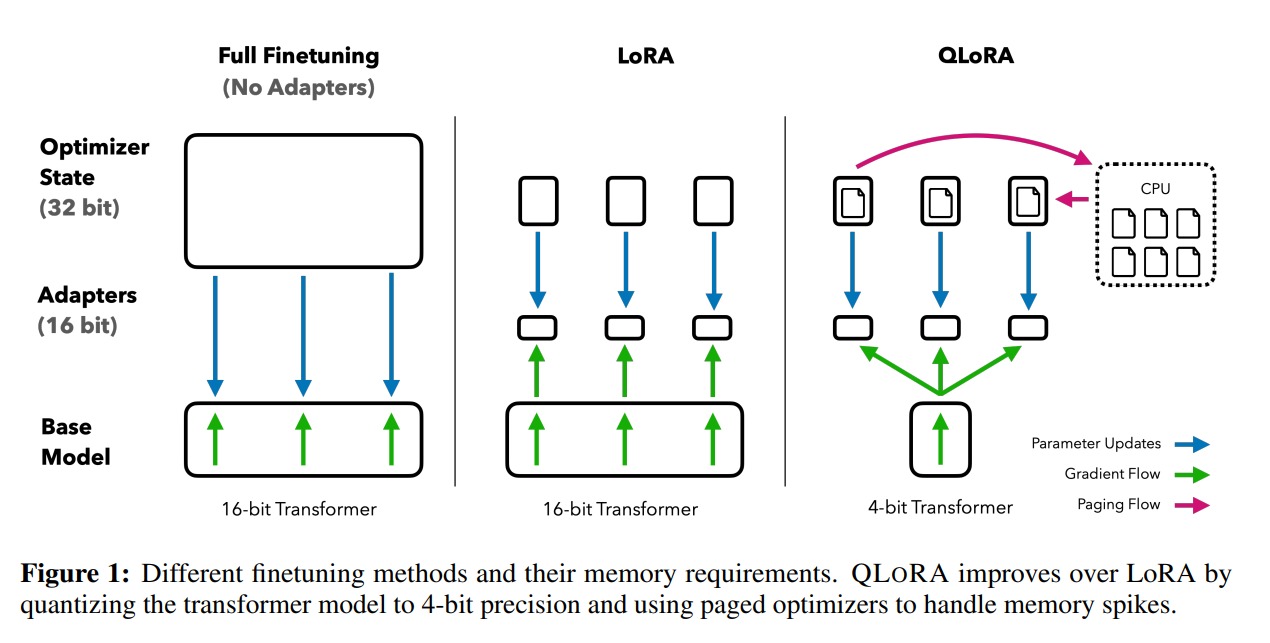 Full Finetuning
(No Adapters)
LoRA
QLoRA
Optimizer
State
(32 bit)
CPU
Adapters
(16 bit)
Base
Model
Parameter Updates
Gradient Flow
Paging Flow
16-bit Transformer
16-bit Transformer
4-bit Transformer
Figure 1: Different finetuning methods and their memory requirements. QLORA improves over LoRA by
quantizing the transformer model to 4-bit precision and using paged optimizers to handle memory spikes.